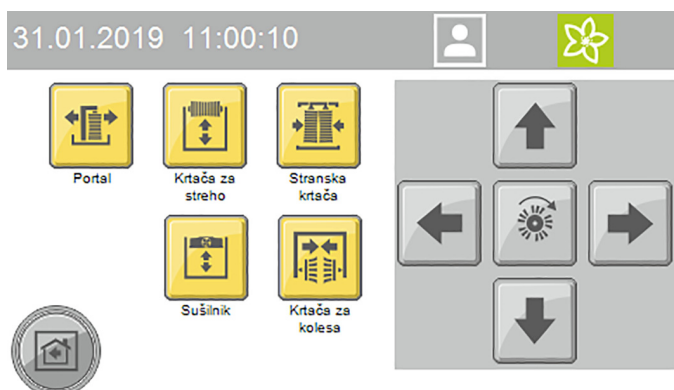 31.01.2019 11:00:10
Portal
Krtača za
streho
Stranska
krtača
Sušilnik
Krtača za
kolesa